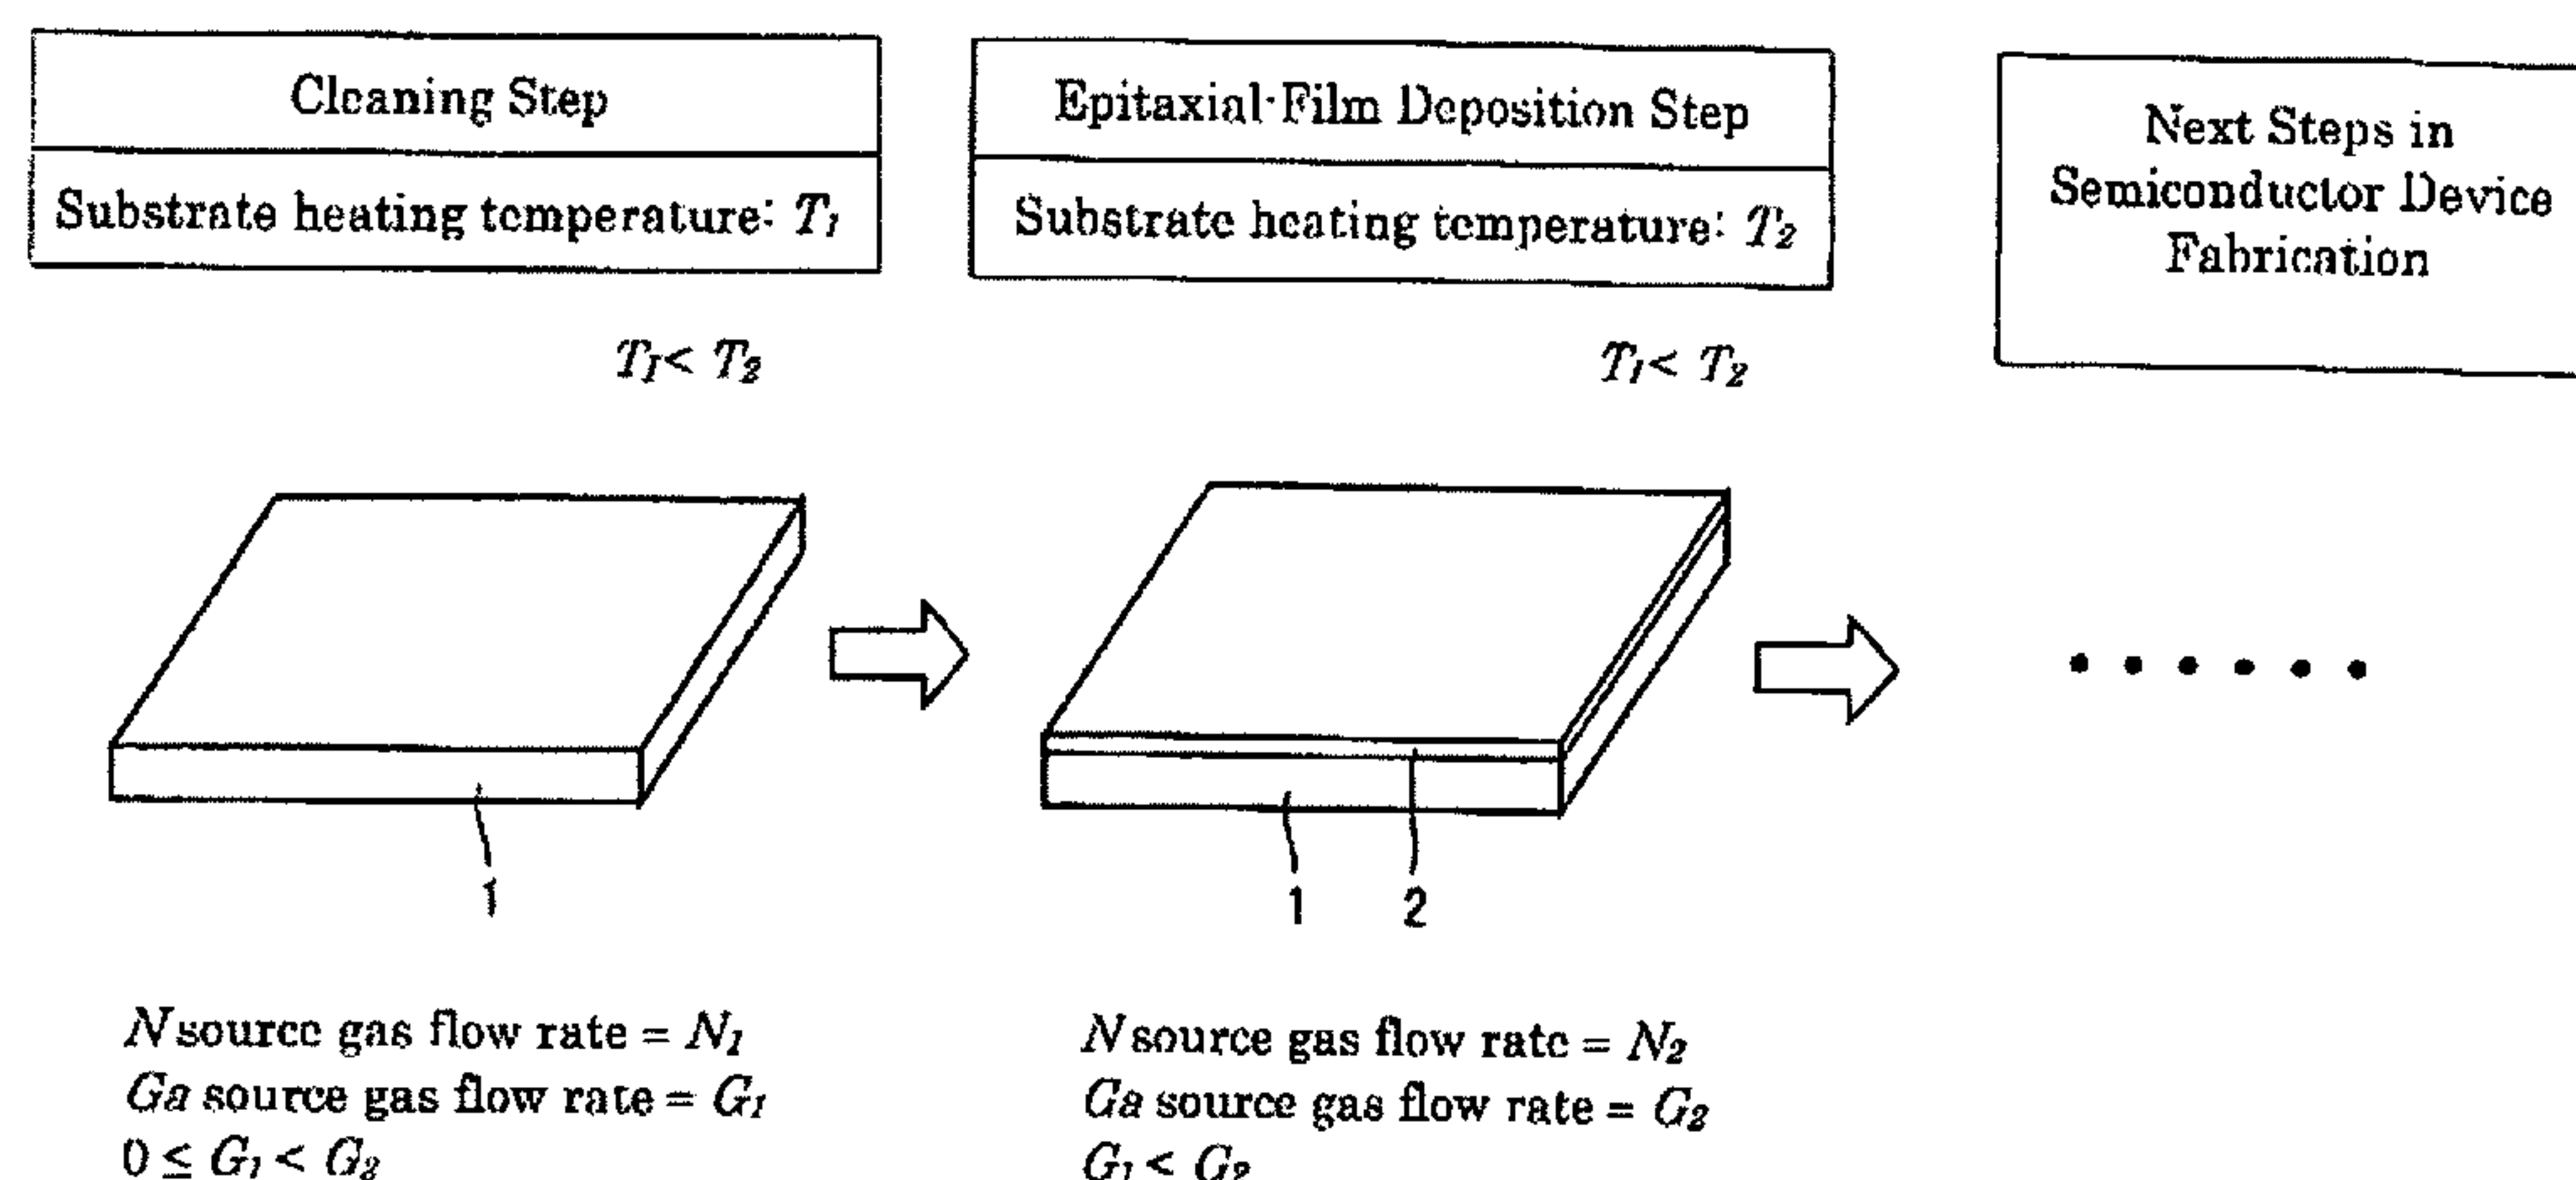 Cleaning Step
Substrate heating temperature: T1
T1 < T2
Epitaxial-Film Deposition Step
Substrate heating temperature: T2
T1 < T2
Next Steps in
Semiconductor Device
Fabrication
1
1
2
N source gas flow rate = N1
Ga source gas flow rate = G1
0 ≤ G1 < G2
N source gas flow rate = N2
Ga source gas flow rate = G2
G1 < G2